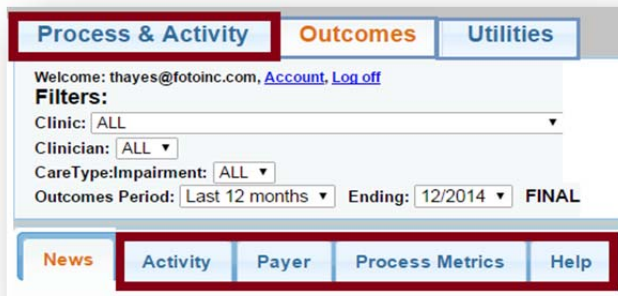 Process & Activity Outcomes Utilities
Welcome: thayes@fotoinc.com, Account, Log off
Filters:
Clinic: ALL
Clinician: ALL
CareType:Impairment: ALL
Outcomes Period: Last 12 months Ending: 12/2014 FINAL
News Activity Payer Process Metrics Help